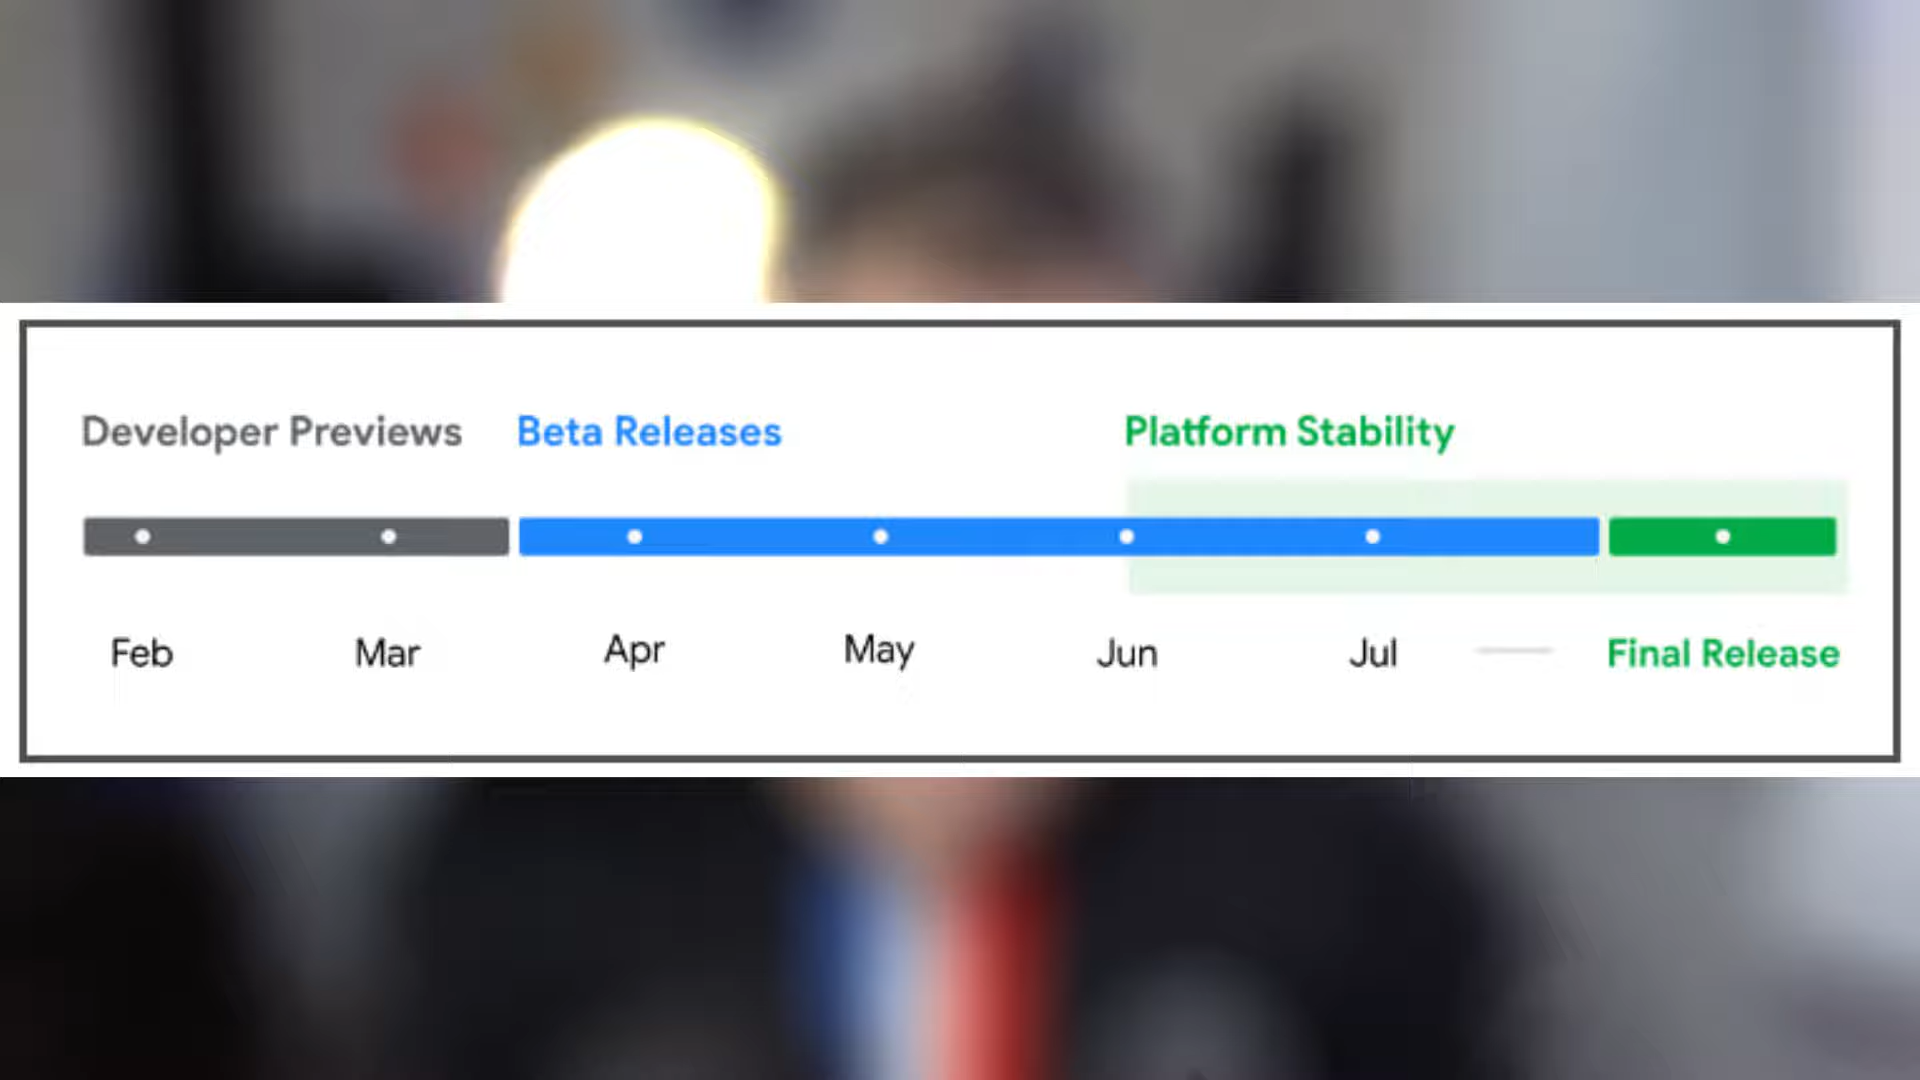 Developer Previews Beta Releases Platform Stability
Feb Mar Apr May Jun Jul — Final Release